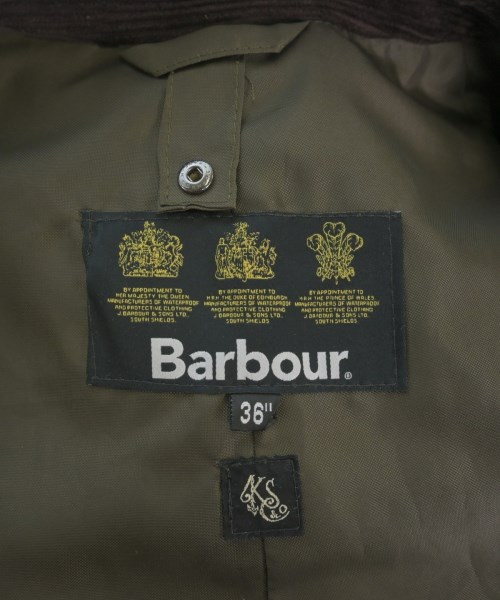 BY APPOINTMENT TO
HER MAJESTY THE QUEEN
MANUFACTURERS OF WATERPROOF
AND PROTECTIVE CLOTHING
J. BARBOUR & SONS LTD.
SOUTH SHIELDS.
BY APPOINTMENT TO
H.R.H. THE DUKE OF EDINBURGH
MANUFACTURERS OF WATERPROOF
AND PROTECTIVE CLOTHING
J. BARBOUR & SONS LTD.
SOUTH SHIELDS.
BY APPOINTMENT TO
H.R.H. THE PRINCE OF WALES
MANUFACTURERS OF WATERPROOF
AND PROTECTIVE CLOTHING
J. BARBOUR & SONS LTD.
SOUTH SHIELDS.
Barbour®
36"
KS
&Co